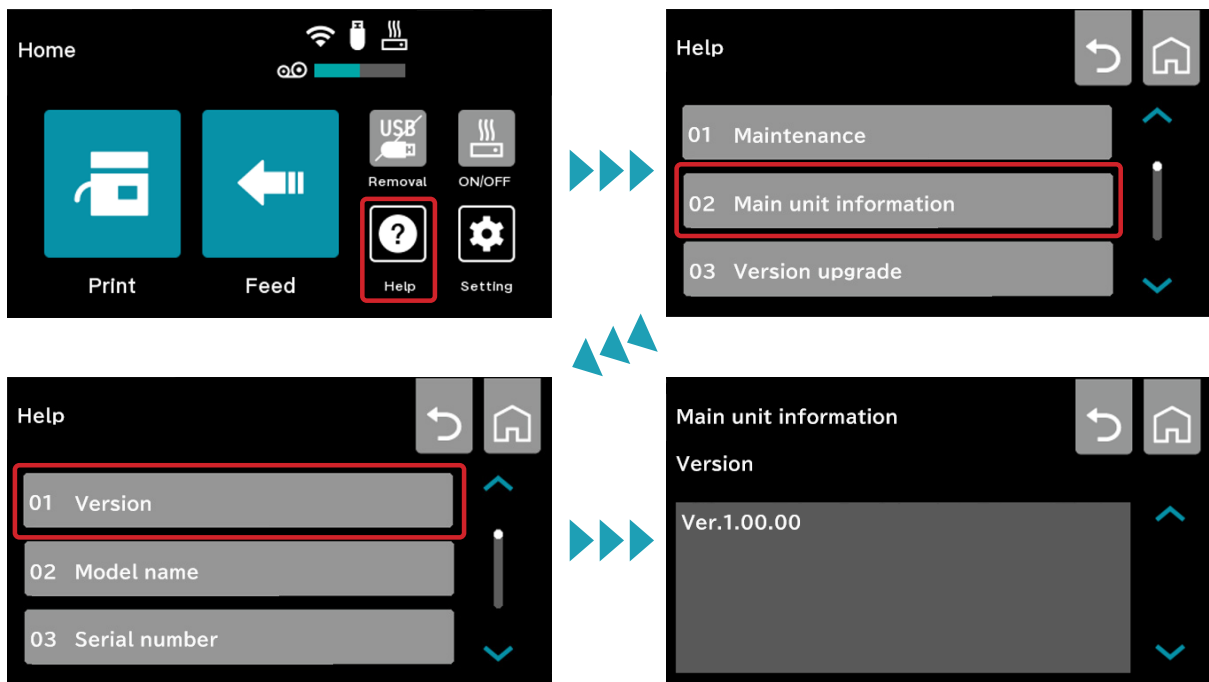 Home
USB
Removal
ON/OFF
Print
Feed
?
Help
Setting
Help
01 Maintenance
02 Main unit information
03 Version upgrade
Help
01 Version
02 Model name
03 Serial number
Main unit information
Version
Ver.1.00.00